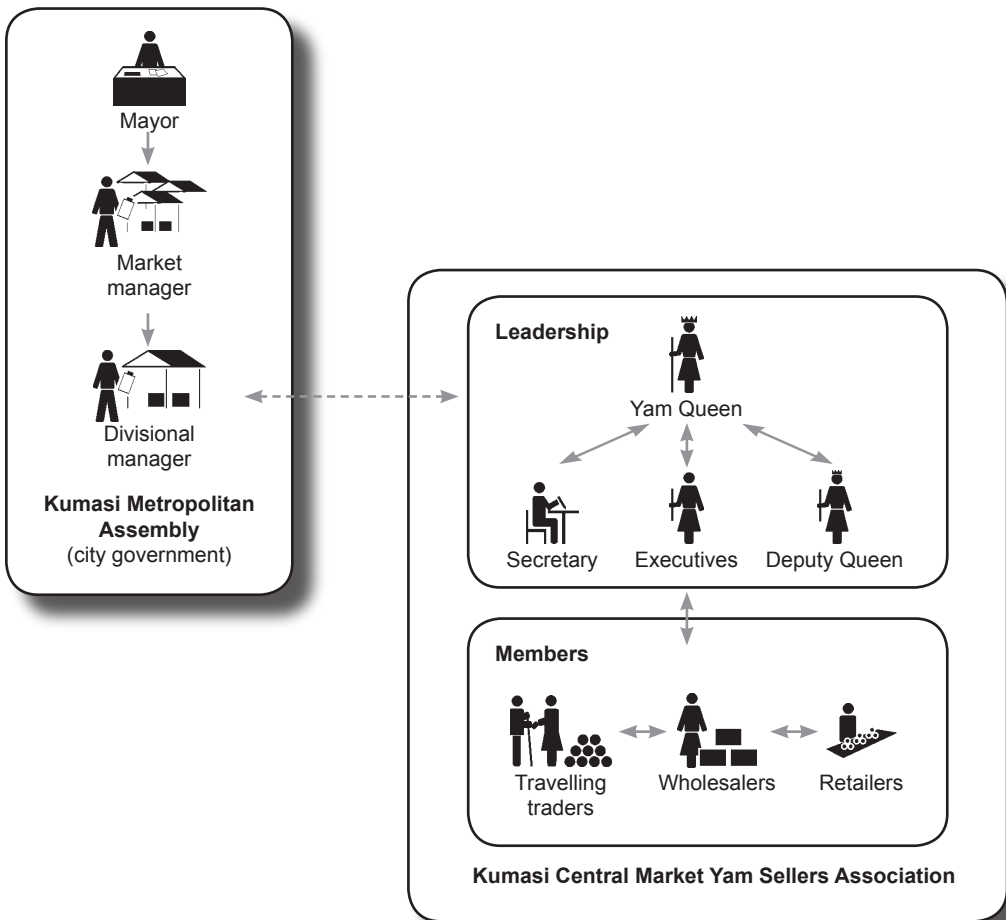 Mayor
Market
manager
Divisional
manager
Kumasi Metropolitan
Assembly
(city government)
Leadership
Yam Queen
Secretary
Executives
Deputy Queen
Members
Travelling
traders
Wholesalers
Retailers
Kumasi Central Market Yam Sellers Association